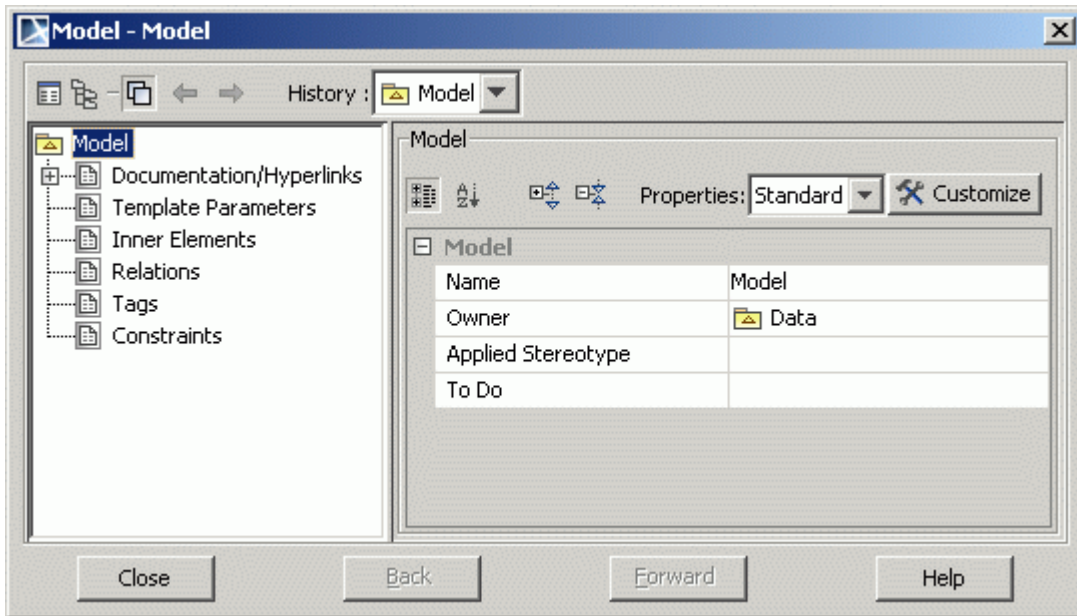 Model - Model
History : Model
Model
Documentation/Hyperlinks
Template Parameters
Inner Elements
Relations
Tags
Constraints
Model
Properties: Standard Customize
Model
Name Model
Owner Data
Applied Stereotype
To Do
Close Back Forward Help